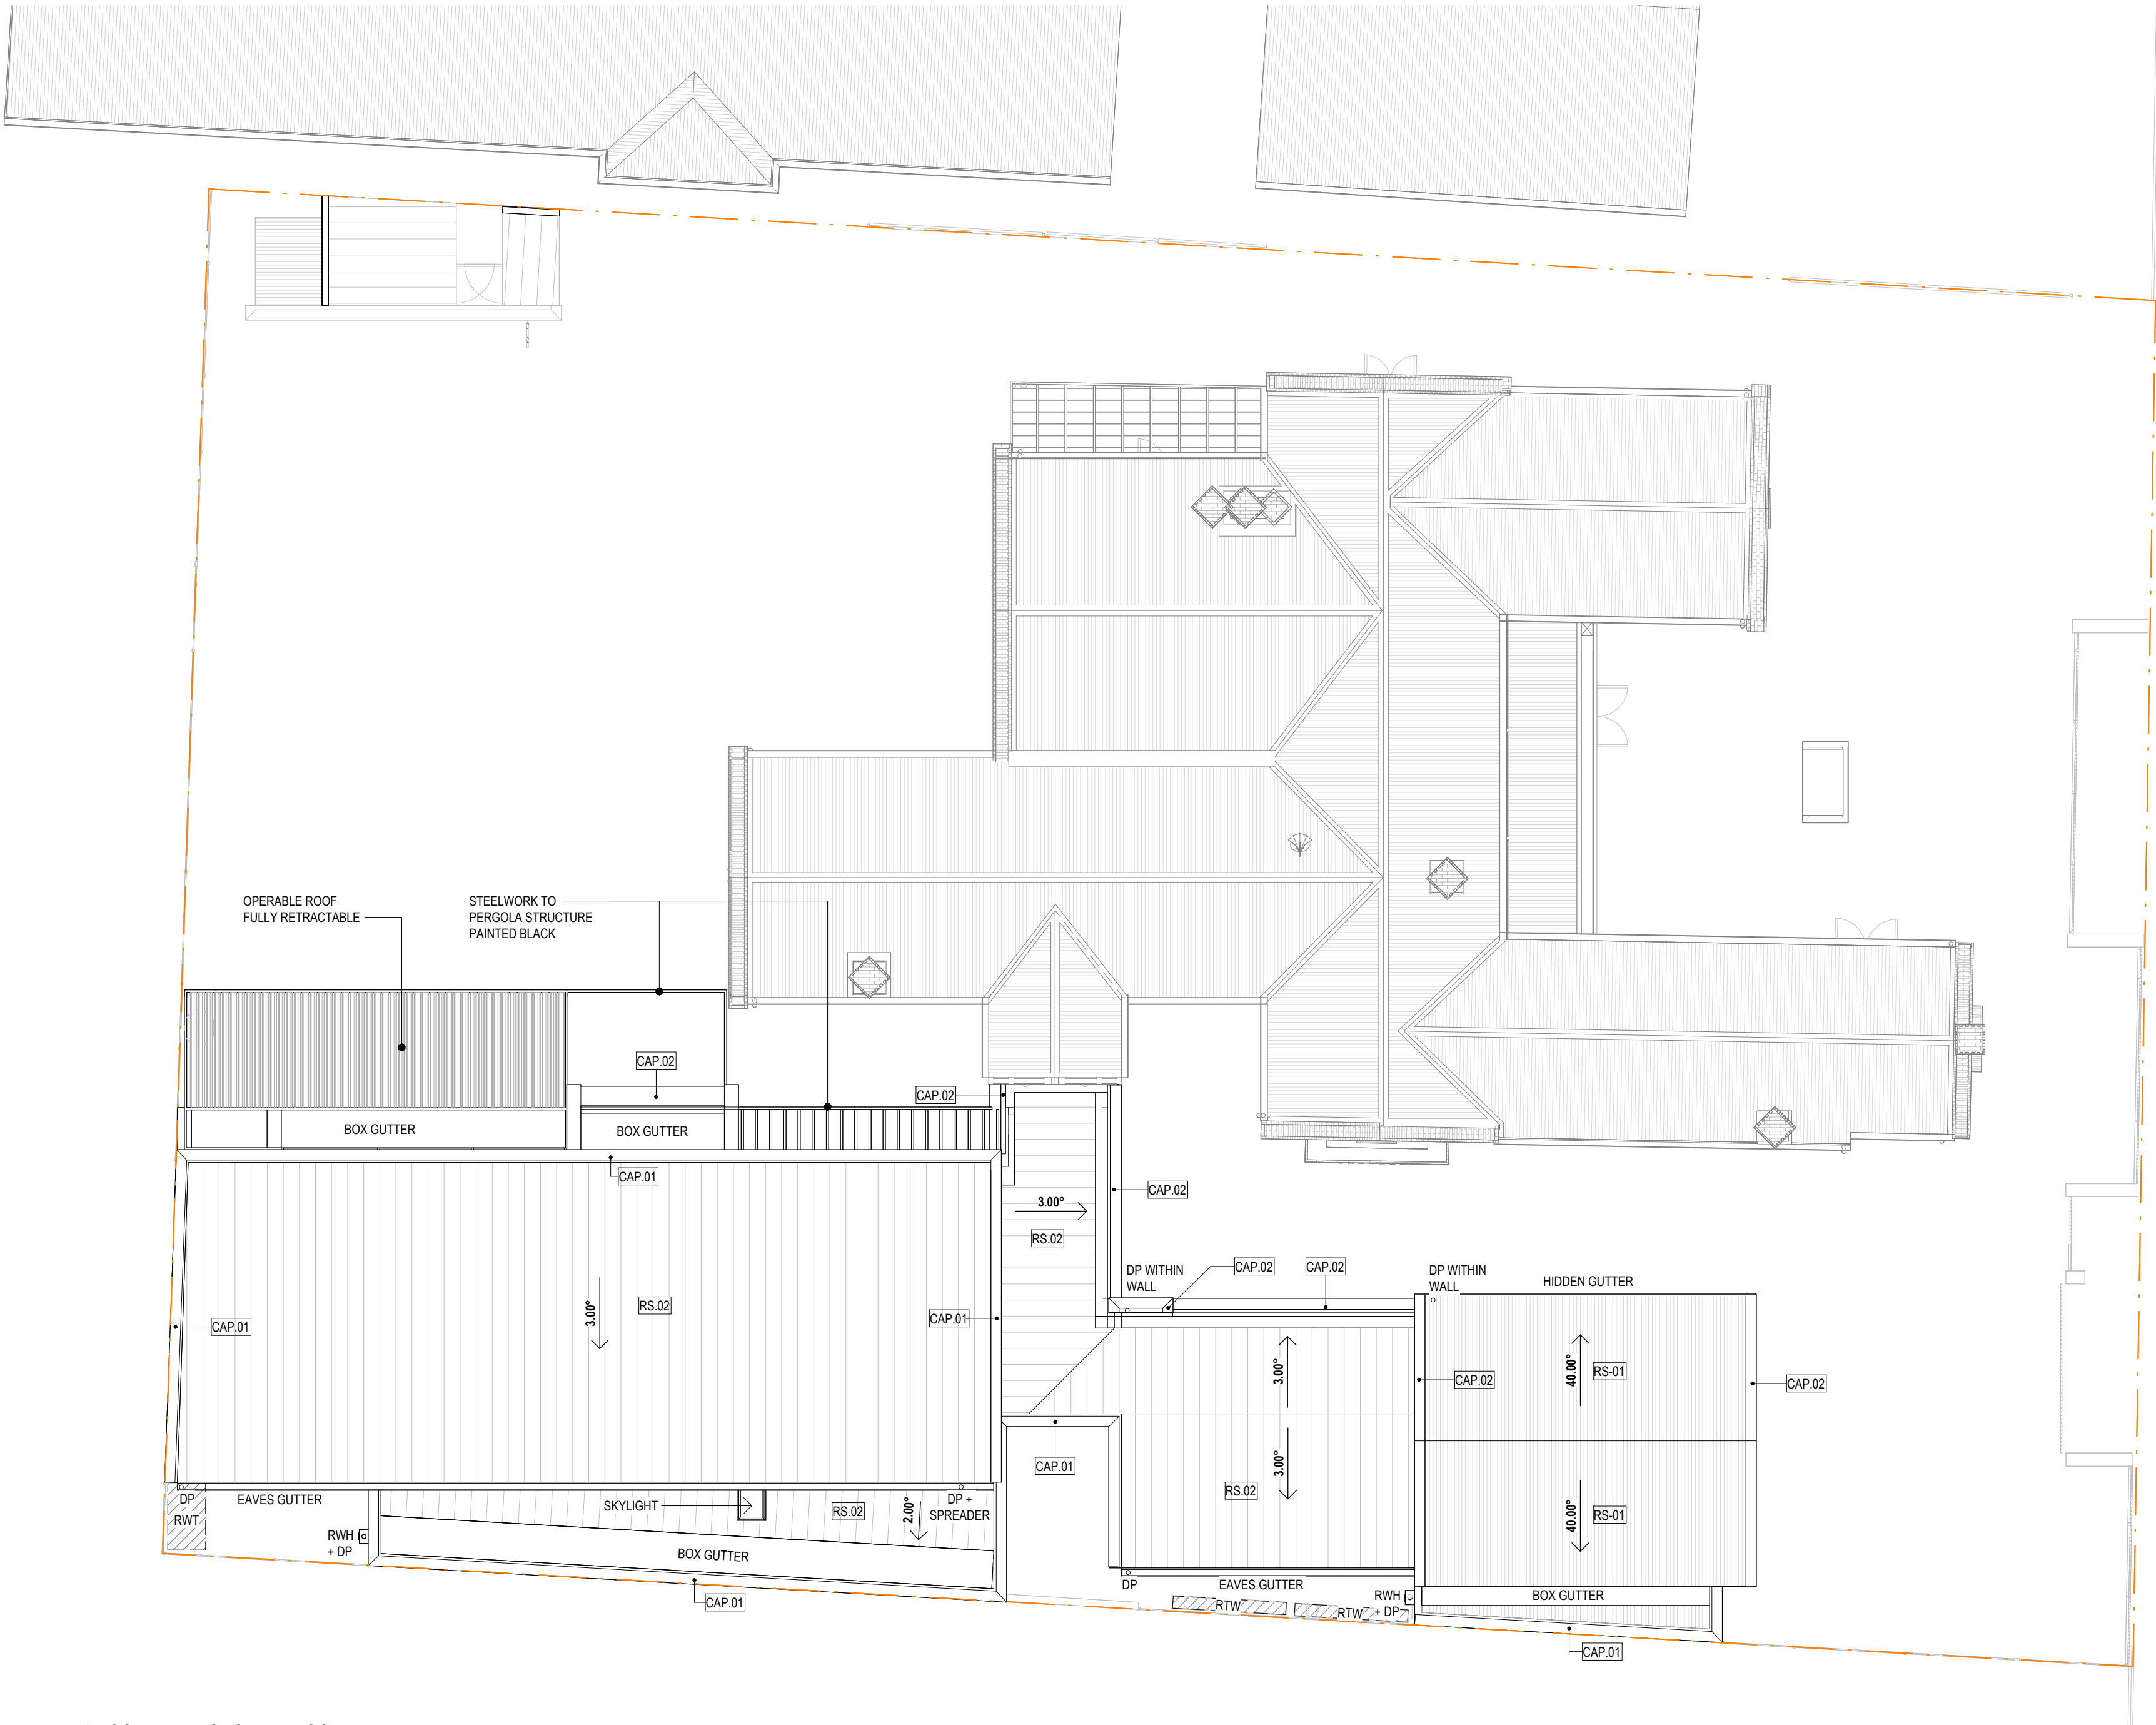 OPERABLE ROOF
FULLY RETRACTABLE
STEELWORK TO
PERGOLA STRUCTURE
PAINTED BLACK
CAP.02
CAP.02
BOX GUTTER
BOX GUTTER
CAP.01
CAP.02
3.00°
RS.02
DP WITHIN
WALL
CAP.02
CAP.02
DP WITHIN
WALL
HIDDEN GUTTER
3.00°
RS.02
CAP.01
CAP.01
3.00°
40.00°
RS-01
CAP.02
CAP.02
CAP.01
3.00°
RS.02
40.00°
RS-01
DP
RWT
EAVES GUTTER
RWH
+ DP
SKYLIGHT
RS.02
2.00°
DP +
SPREADER
BOX GUTTER
CAP.01
DP
EAVES GUTTER
RTW
RTW
RWH
+ DP
BOX GUTTER
CAP.01